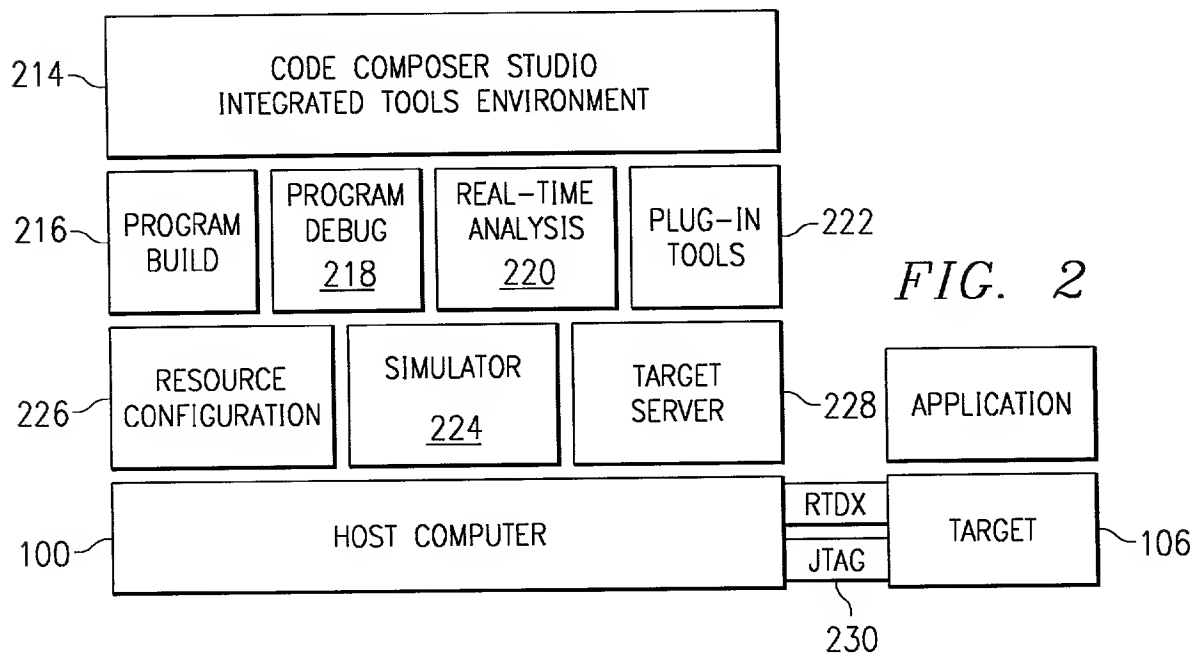 214
CODE COMPOSER STUDIO
INTEGRATED TOOLS ENVIRONMENT
216
PROGRAM
BUILD
PROGRAM
DEBUG
218
REAL-TIME
ANALYSIS
220
PLUG-IN
TOOLS
222
FIG. 2
226
RESOURCE
CONFIGURATION
SIMULATOR
224
TARGET
SERVER
228
APPLICATION
100
HOST COMPUTER
RTDX
JTAG
230
TARGET
106